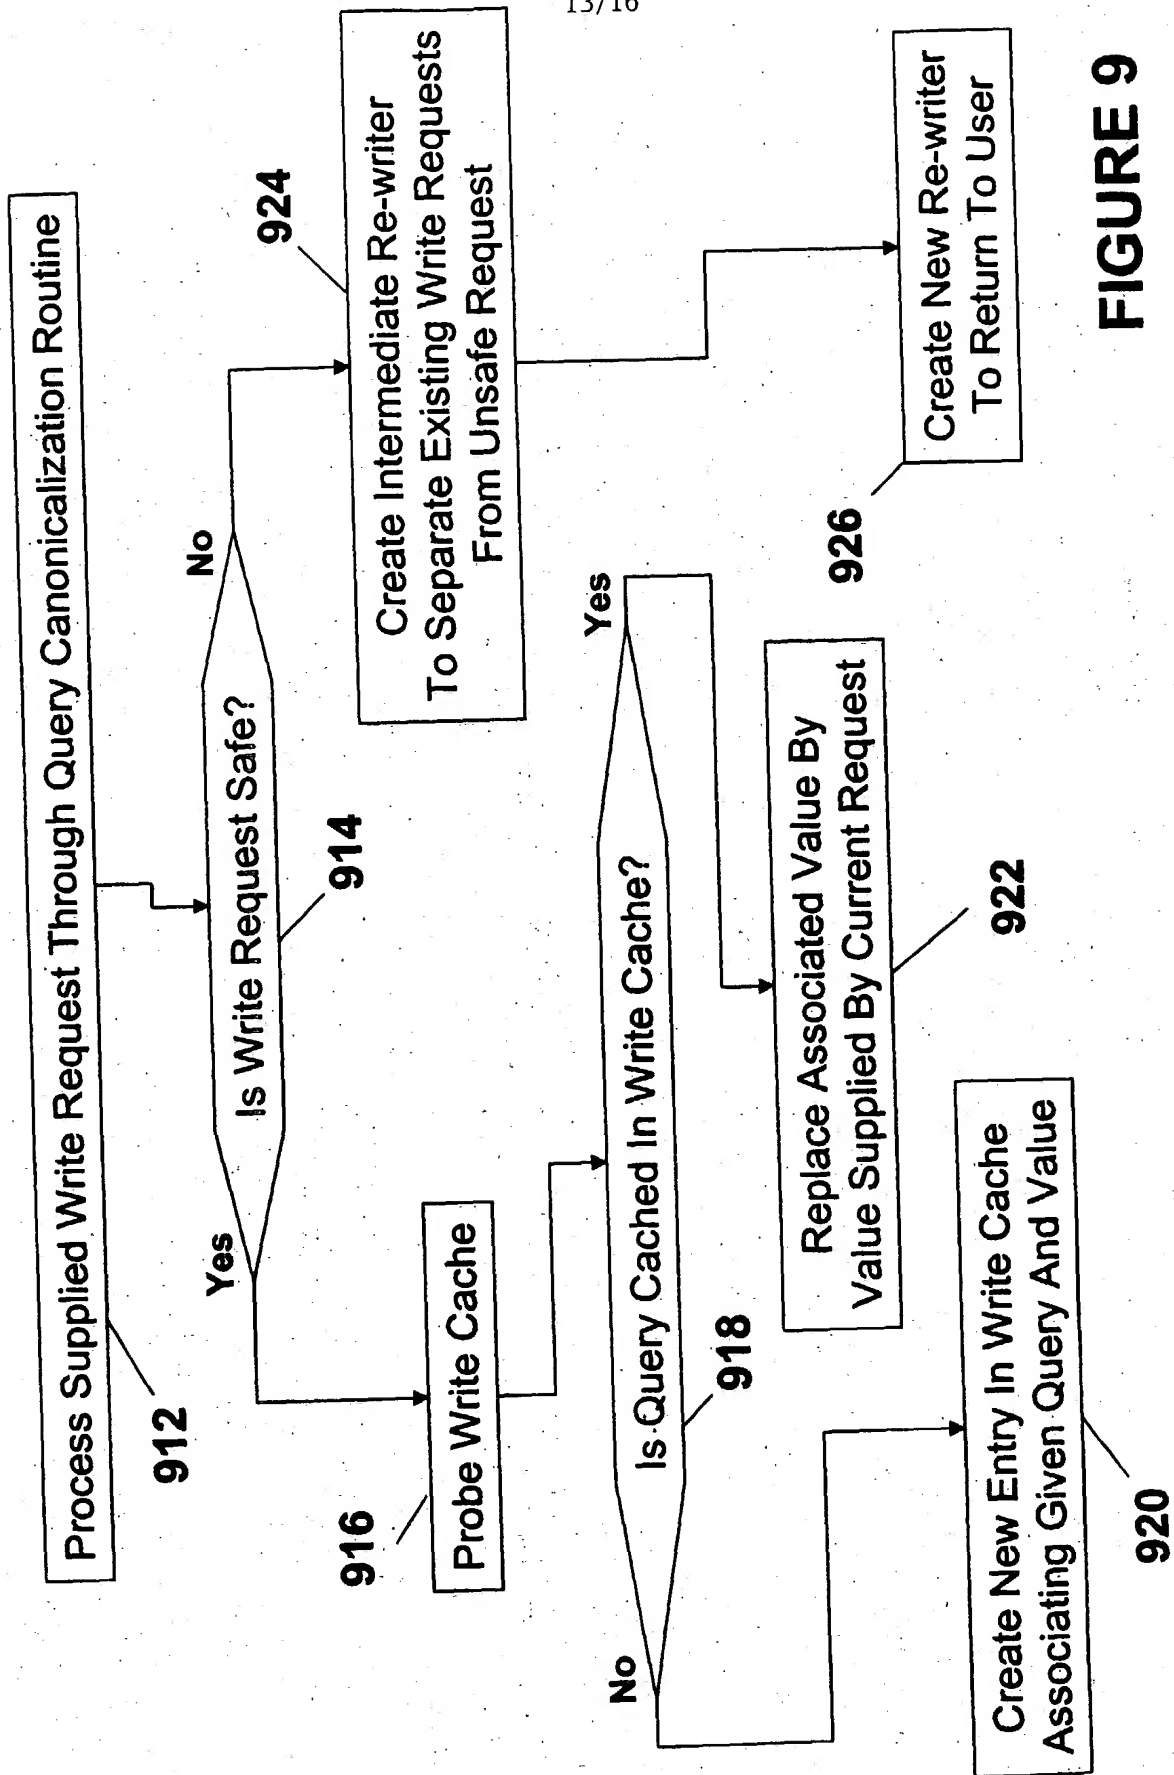 13/16
Process Supplied Write Request Through Query Canonicalization Routine
912
Is Write Request Safe?
914
Yes
No
916
Probe Write Cache
924
Create Intermediate Re-writer
To Separate Existing Write Requests
From Unsafe Request
Is Query Cached In Write Cache?
918
No
Yes
Replace Associated Value By
Value Supplied By Current Request
922
926
Create New Re-writer
To Return To User
Create New Entry In Write Cache
Associating Given Query And Value
920
FIGURE 9